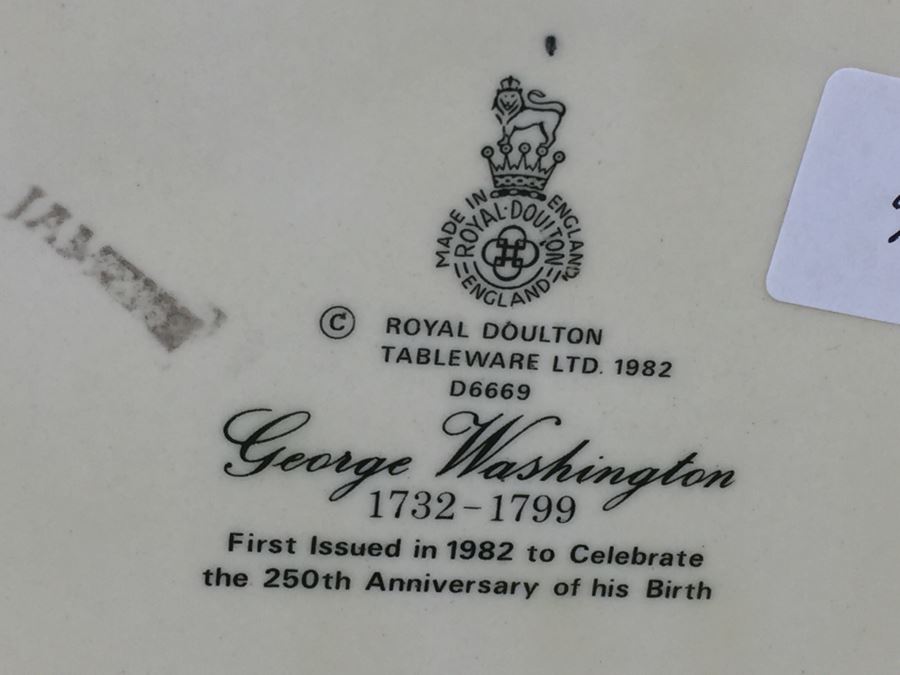 MADE IN ENGLAND
ROYAL·DOULTON
ENGLAND
© ROYAL DOULTON
TABLEWARE LTD. 1982
D6669
George Washington
1732-1799
First Issued in 1982 to Celebrate
the 250th Anniversary of his Birth